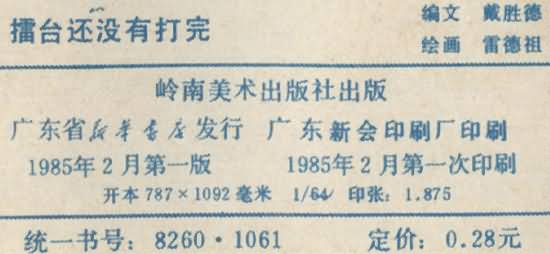 擂台还没有打完
编文 戴胜德
绘画 雷德祖
岭南美术出版社出版
广东省新华书店发行 广东新会印刷厂印刷
1985年2月第一版 1985年2月第一次印刷
开本787×1092毫米 1/64 印张：1.875
统一书号：8260·1061 定价：0.28元